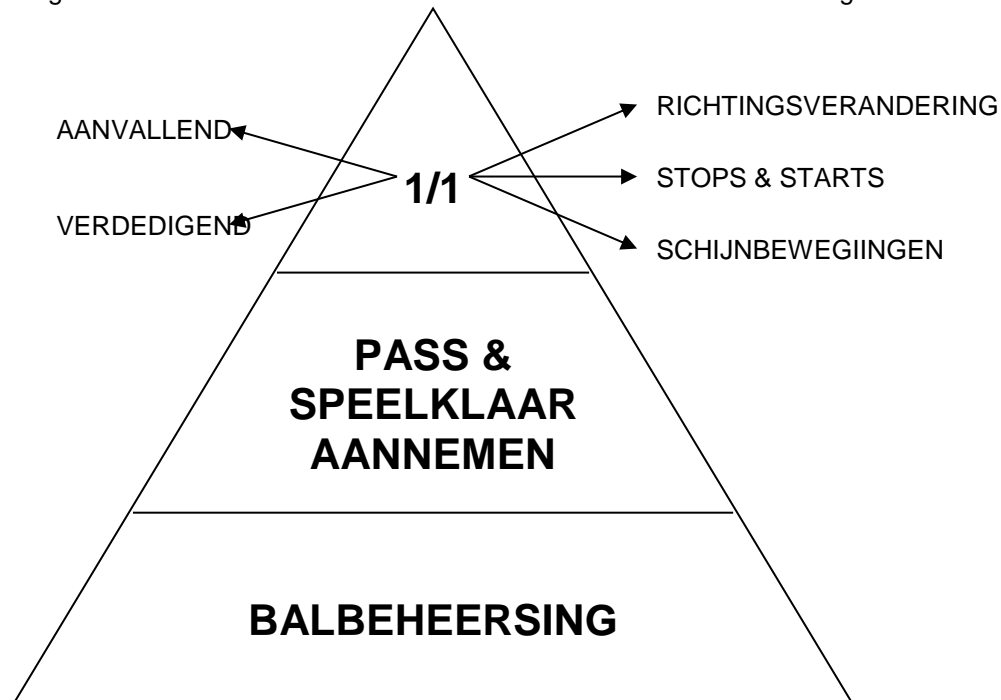 AANVALLEND
VERDEDIGEND
1/1
RICHTINGSVERANDERING
STOPS & STARTS
SCHIJNBEWEGIINGEN
PASS &
SPEELKLAAR
AANNEMEN
BALBEHEERSING